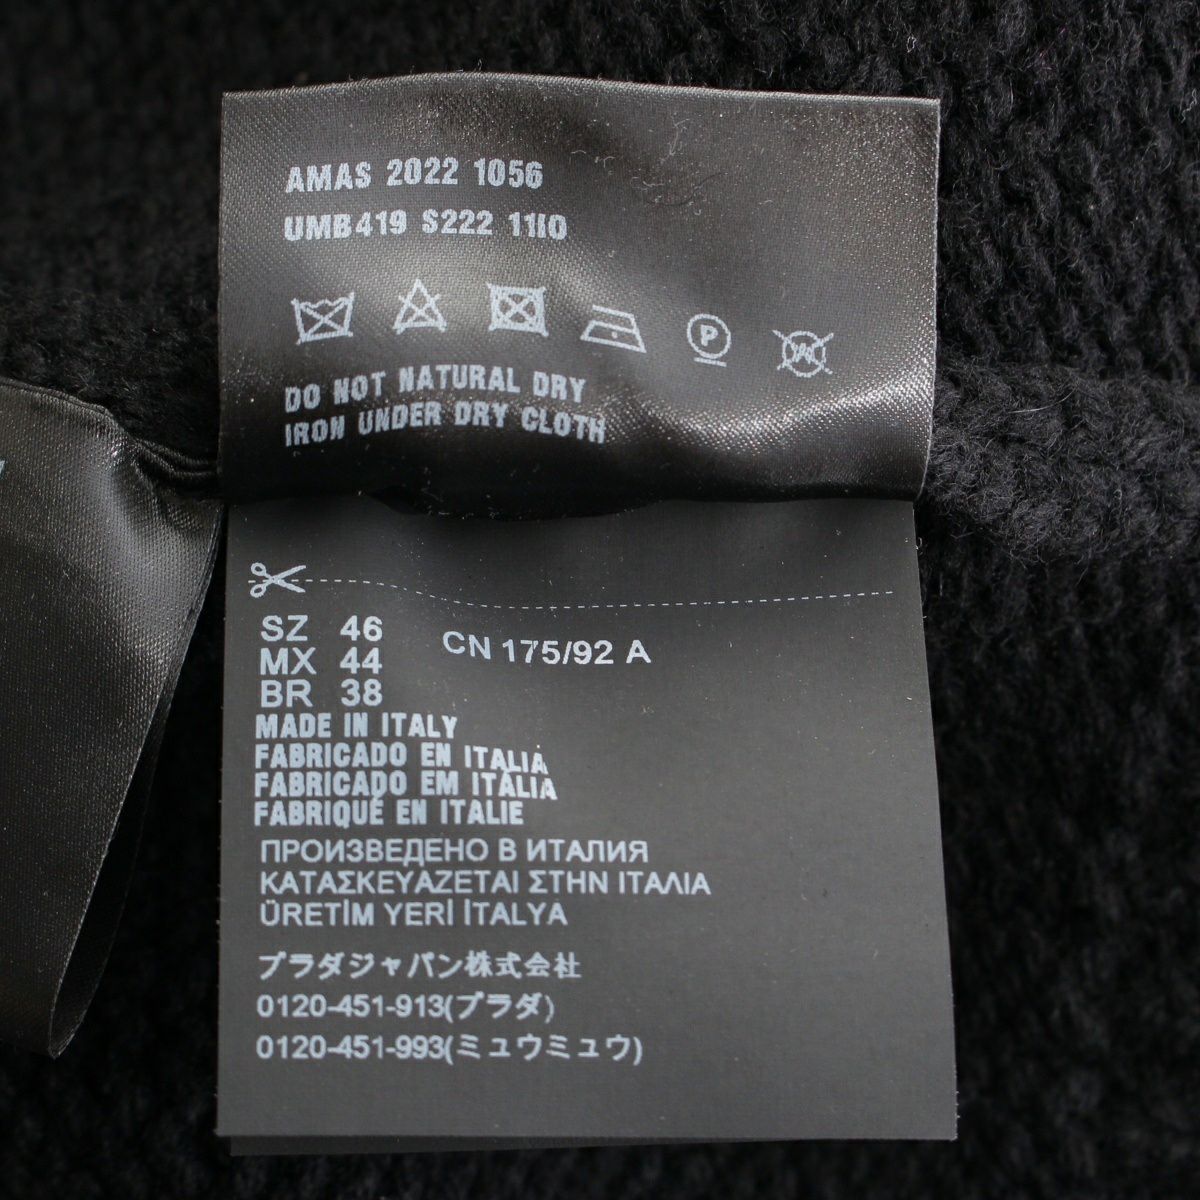 AMAS 2022 1056
UMB419 S222 11IO
P
W
DO NOT NATURAL DRY
IRON UNDER DRY CLOTH
SZ 46
MX 44
BR 38
CN 175/92 A
MADE IN ITALY
FABRICADO EN ITALIA
FABRICADO EM ITÁLIA
FABRIQUÉ EN ITALIE
ПРОИЗВЕДЕНО В ИТАЛИЯ
ΚΑΤΑΣΚΕΥΑΖΕΤΑΙ ΣΤΗΝ ΙΤΑΛΙΑ
ÜRETİM YERİ İTALYA
プラダジャパン株式会社
0120-451-913(プラダ)
0120-451-993(ミュウミュウ)